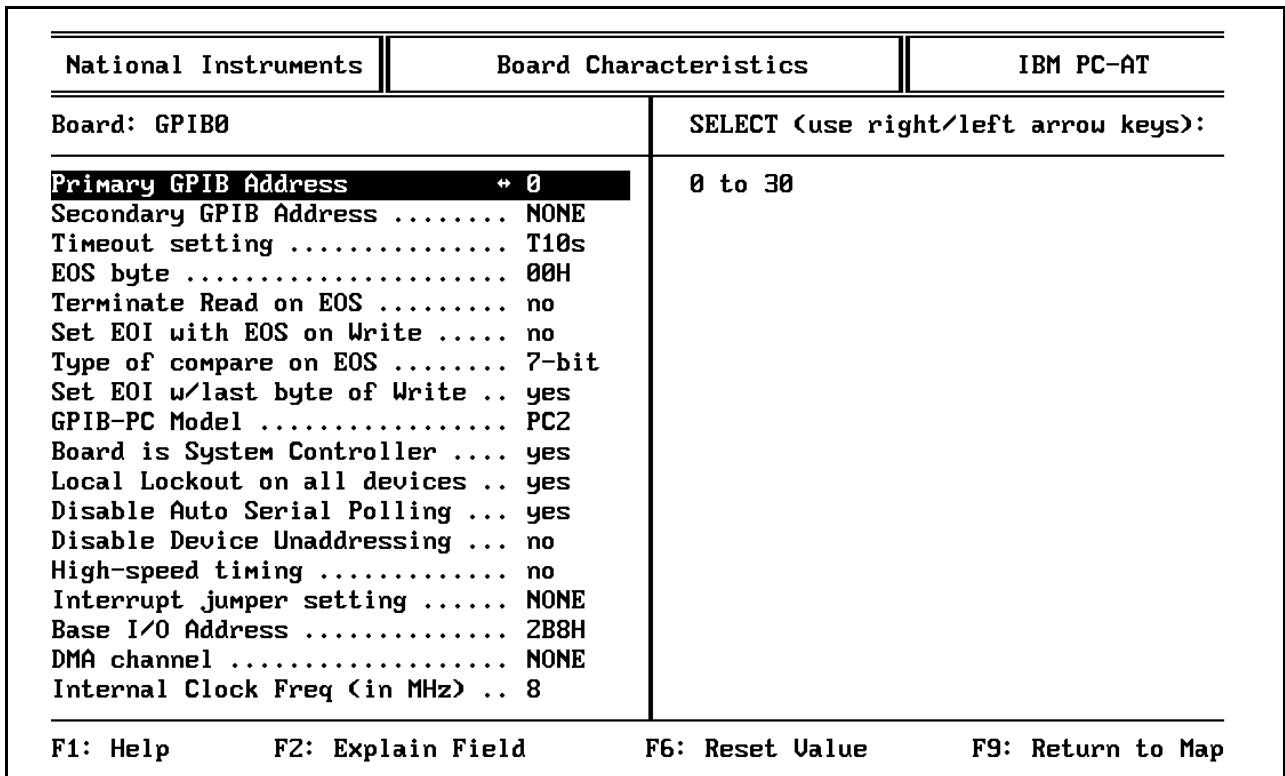 National Instruments Board Characteristics IBM PC-AT
Board: GPIB0 SELECT (use right/left arrow keys):
Primary GPIB Address ↔ 0 0 to 30
Secondary GPIB Address ........ NONE
Timeout setting ............... T10s
EOS byte ...................... 00H
Terminate Read on EOS ......... no
Set EOI with EOS on Write ..... no
Type of compare on EOS ........ 7-bit
Set EOI w/last byte of Write .. yes
GPIB-PC Model ................. PC2
Board is System Controller .... yes
Local Lockout on all devices .. yes
Disable Auto Serial Polling ... yes
Disable Device Unaddressing ... no
High-speed timing ............. no
Interrupt jumper setting ...... NONE
Base I/O Address .............. 2B8H
DMA channel ................... NONE
Internal Clock Freq (in MHz) .. 8
F1: Help F2: Explain Field F6: Reset Value F9: Return to Map